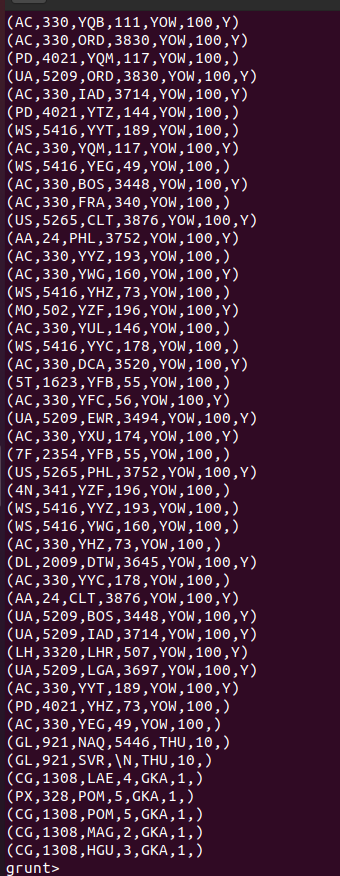 (AC,330,YQB,111,YOW,100,Y)
(AC,330,ORD,3830,YOW,100,Y)
(PD,4021,YQM,117,YOW,100,)
(UA,5209,ORD,3830,YOW,100,Y)
(AC,330,IAD,3714,YOW,100,Y)
(PD,4021,YTZ,144,YOW,100,)
(WS,5416,YYT,189,YOW,100,)
(AC,330,YQM,117,YOW,100,Y)
(WS,5416,YEG,49,YOW,100,)
(AC,330,BOS,3448,YOW,100,Y)
(AC,330,FRA,340,YOW,100,)
(US,5265,CLT,3876,YOW,100,Y)
(AA,24,PHL,3752,YOW,100,Y)
(AC,330,YYZ,193,YOW,100,)
(AC,330,YWG,160,YOW,100,)
(WS,5416,YHZ,73,YOW,100,)
(MO,502,YZF,196,YOW,100,Y)
(AC,330,YUL,146,YOW,100,)
(WS,5416,YYC,178,YOW,100,)
(AC,330,DCA,3520,YOW,100,Y)
(5T,1623,YFB,55,YOW,100,)
(AC,330,YFC,56,YOW,100,Y)
(UA,5209,EWR,3494,YOW,100,Y)
(AC,330,YXU,174,YOW,100,Y)
(7F,2354,YFB,55,YOW,100,)
(US,5265,PHL,3752,YOW,100,Y)
(4N,341,YZF,196,YOW,100,)
(WS,5416,YYZ,193,YOW,100,)
(WS,5416,YWG,160,YOW,100,)
(AC,330,YHZ,73,YOW,100,)
(DL,2009,DTW,3645,YOW,100,Y)
(AC,330,YYC,178,YOW,100,)
(AA,24,CLT,3876,YOW,100,Y)
(UA,5209,BOS,3448,YOW,100,Y)
(UA,5209,IAD,3714,YOW,100,Y)
(LH,3320,LHR,507,YOW,100,Y)
(UA,5209,LGA,3697,YOW,100,Y)
(AC,330,YYT,189,YOW,100,Y)
(PD,4021,YHZ,73,YOW,100,)
(AC,330,YEG,49,YOW,100,)
(GL,921,NAQ,5446,THU,10,)
(GL,921,SVR,\N,THU,10,)
(CG,1308,LAE,4,GKA,1,)
(PX,328,POM,5,GKA,1,)
(CG,1308,POM,5,GKA,1,)
(CG,1308,MAG,2,GKA,1,)
(CG,1308,HGU,3,GKA,1,)
grunt>